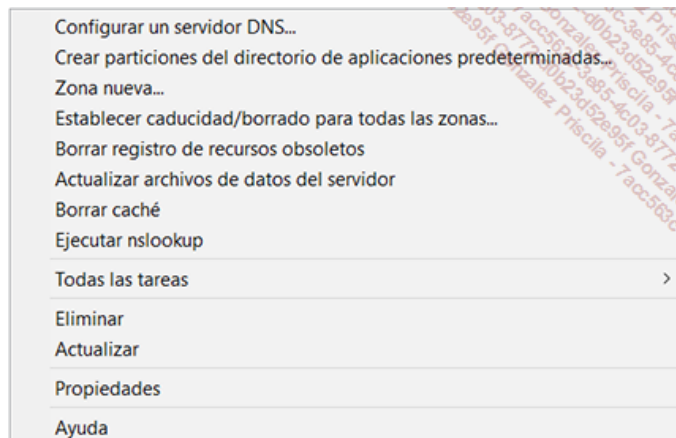 Configurar un servidor DNS...
Crear particiones del directorio de aplicaciones predeterminadas...
Zona nueva...
Establecer caducidad/borrado para todas las zonas...
Borrar registro de recursos obsoletos
Actualizar archivos de datos del servidor
Borrar caché
Ejecutar nslookup
Todas las tareas
Eliminar
Actualizar
Propiedades
Ayuda